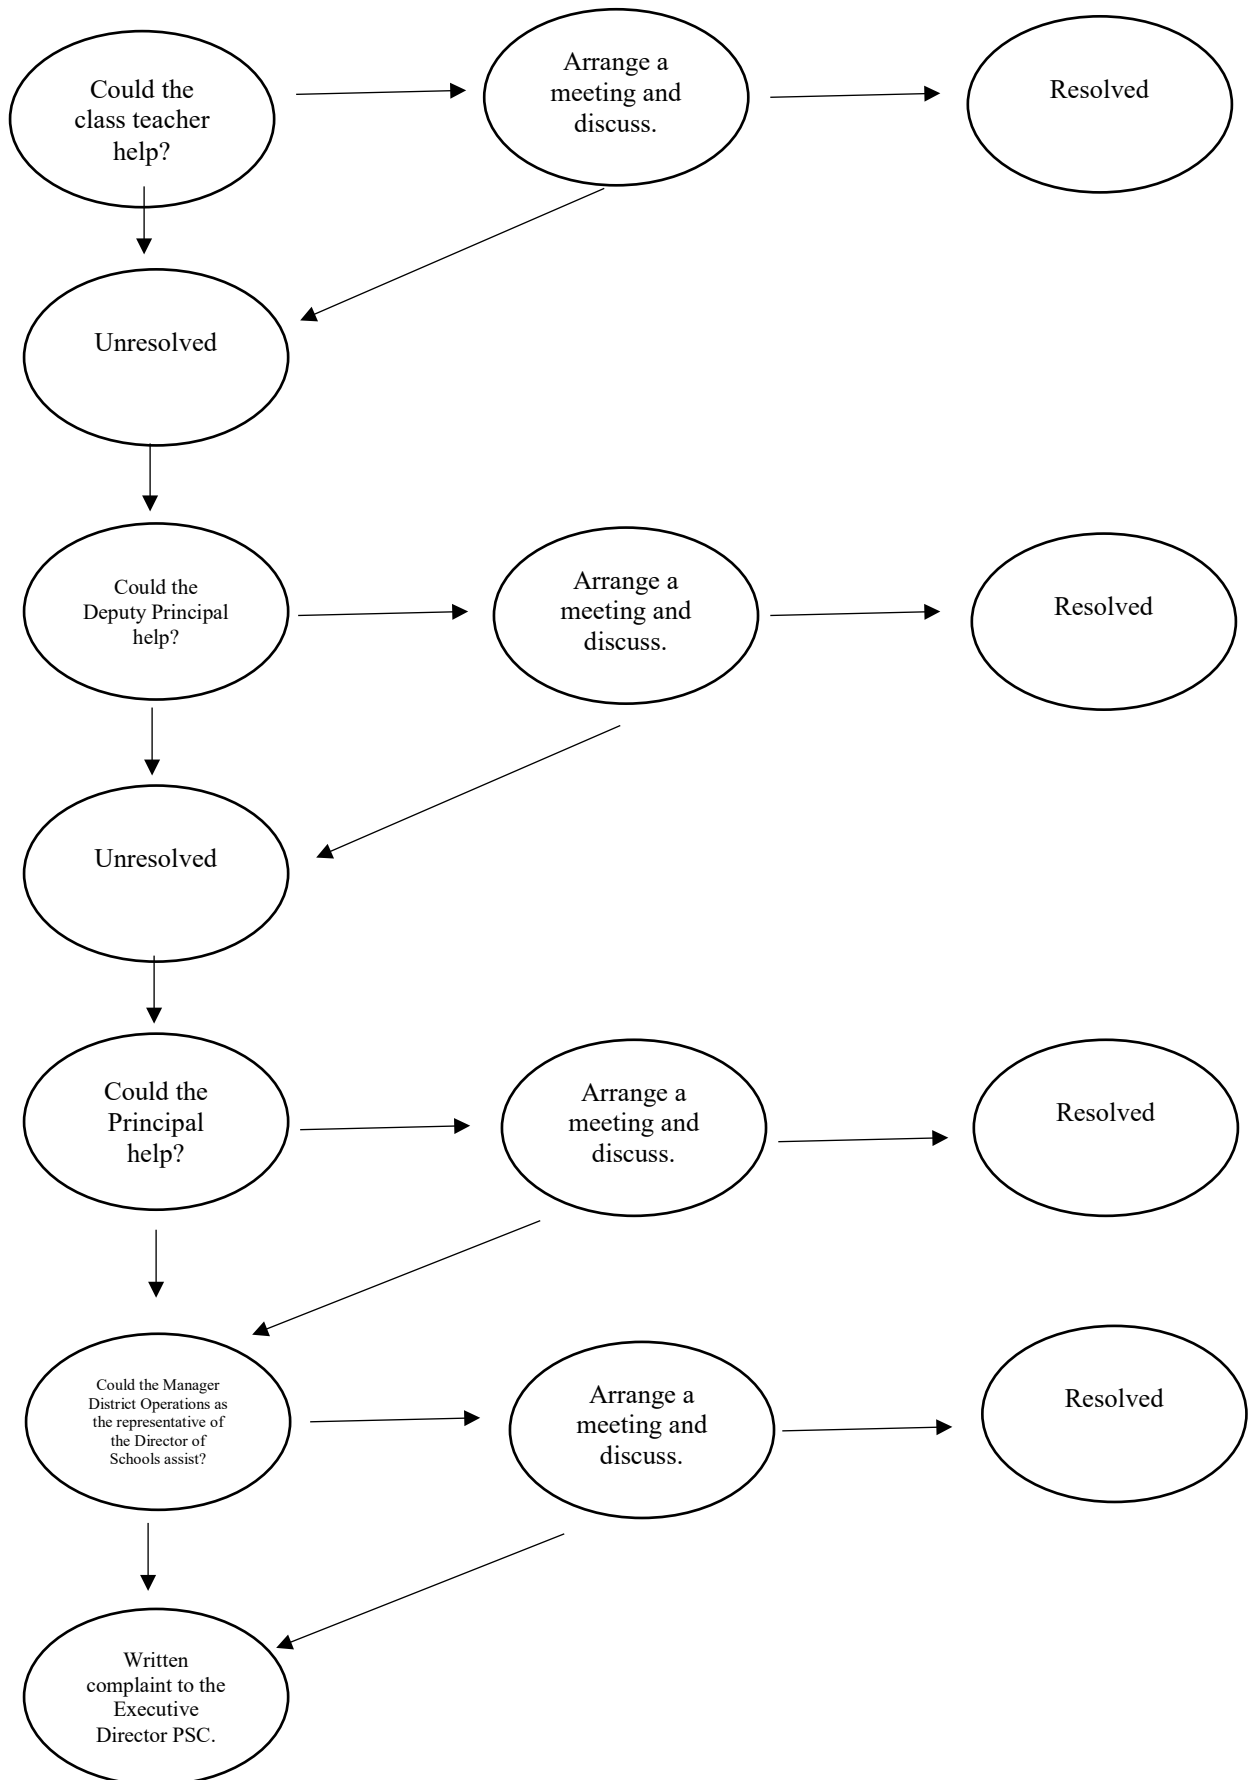 Could the
class teacher
help?
Arrange a
meeting and
discuss.
Resolved
Unresolved
Could the
Deputy Principal
help?
Arrange a
meeting and
discuss.
Resolved
Unresolved
Could the
Principal
help?
Arrange a
meeting and
discuss.
Resolved
Could the Manager
District Operations as
the representative of
the Director of
Schools assist?
Arrange a
meeting and
discuss.
Resolved
Written
complaint to the
Executive
Director PSC.